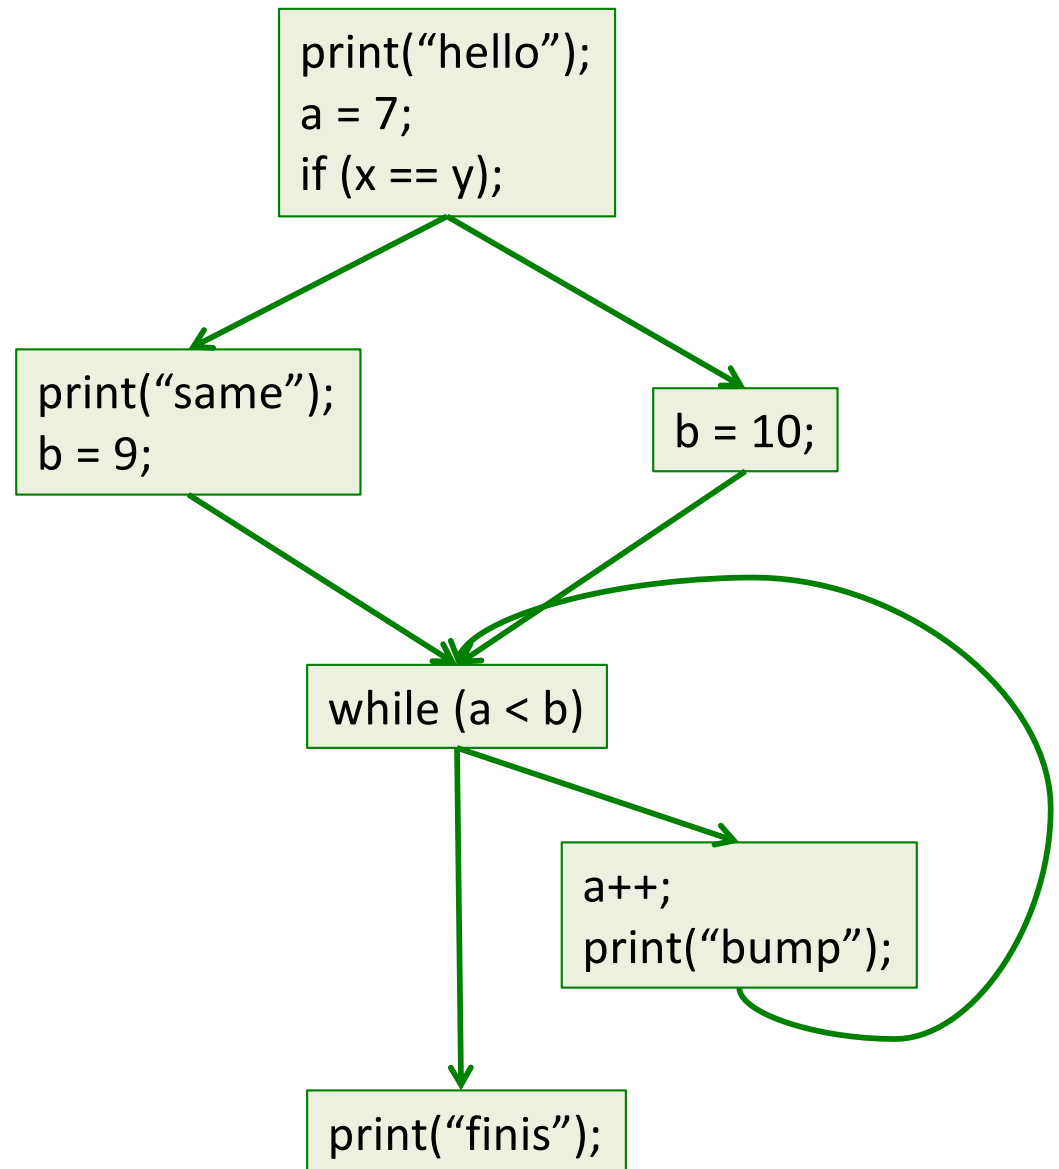 print(“hello”);
a = 7;
if (x == y);
print(“same”);
b = 9;
b = 10;
while (a < b)
a++;
print(“bump”);
print(“finis”);